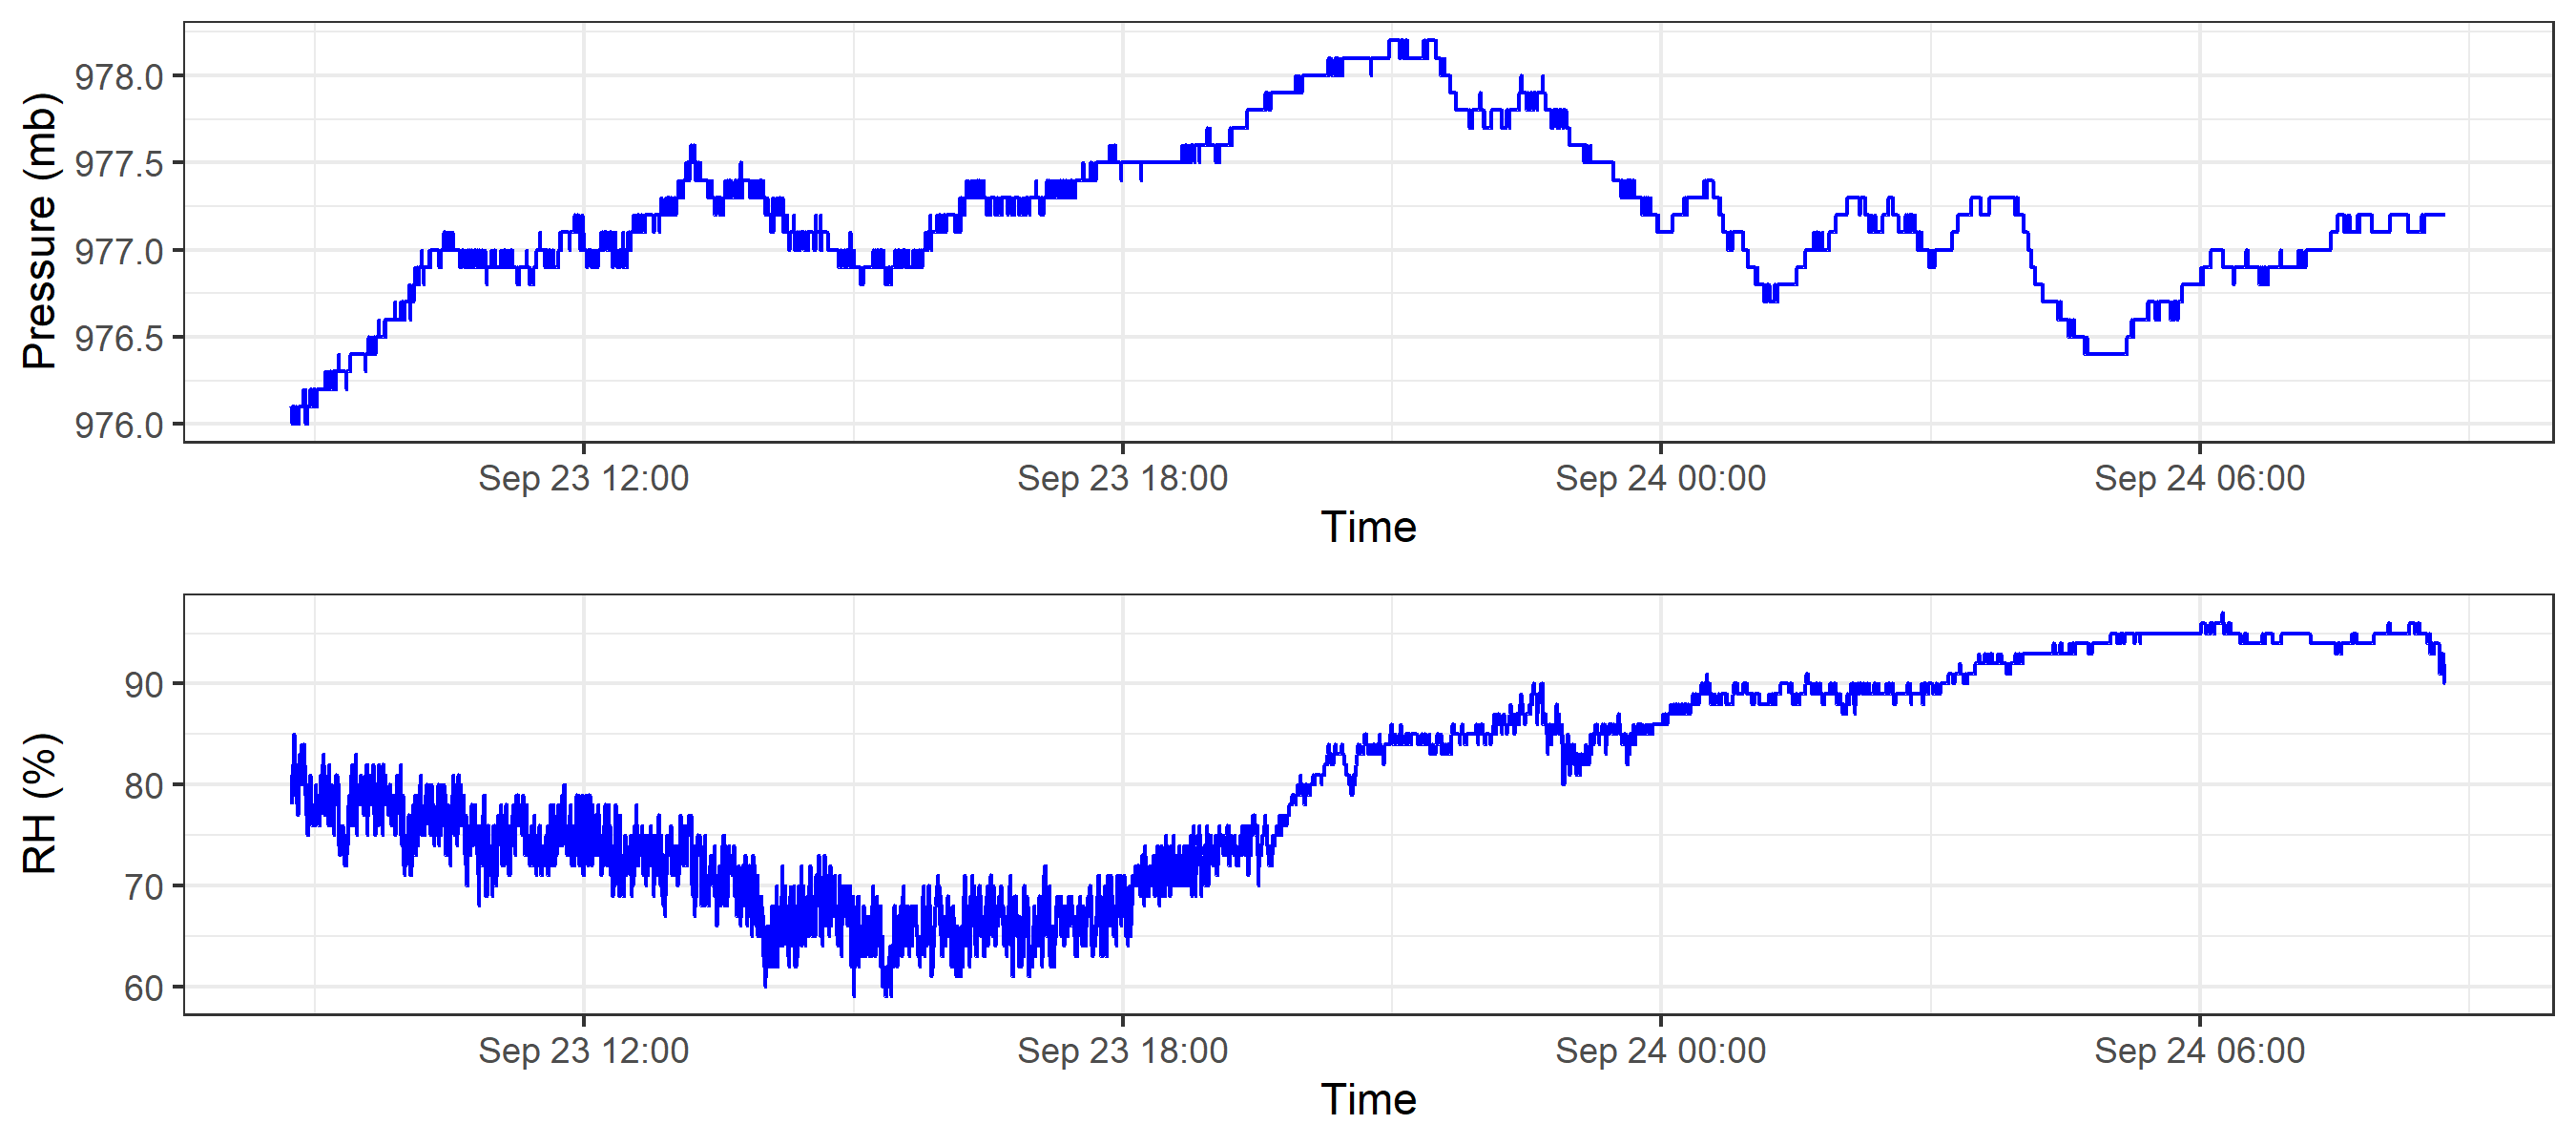 Pressure (mb)
978.0
977.5
977.0
976.5
976.0
Sep 23 12:00
Sep 23 18:00
Sep 24 00:00
Sep 24 06:00
Time
RH (%)
90
80
70
60
Sep 23 12:00
Sep 23 18:00
Sep 24 00:00
Sep 24 06:00
Time